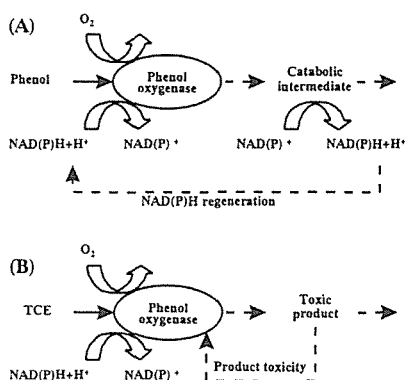 (A)
O₂
Phenol
Phenol
oxygenase
Catabolic
intermediate
NAD(P)H+H⁺
NAD(P)⁺
NAD(P)⁺
NAD(P)H+H⁺
NAD(P)H regeneration
(B)
O₂
TCE
Phenol
oxygenase
Toxic
product
NAD(P)H+H⁺
NAD(P)⁺
Product toxicity